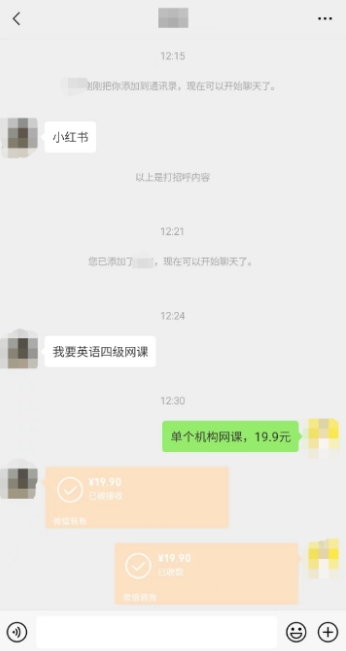 12:15
刚刚把你添加到通讯录，现在可以开始聊天了。
小红书
以上是打招呼内容
12:21
您已添加了，现在可以开始聊天了。
12:24
我要英语四级网课
12:30
单个机构网课，19.9元
¥19.90
已被接收
微信转账
¥19.90
已收款
微信转账